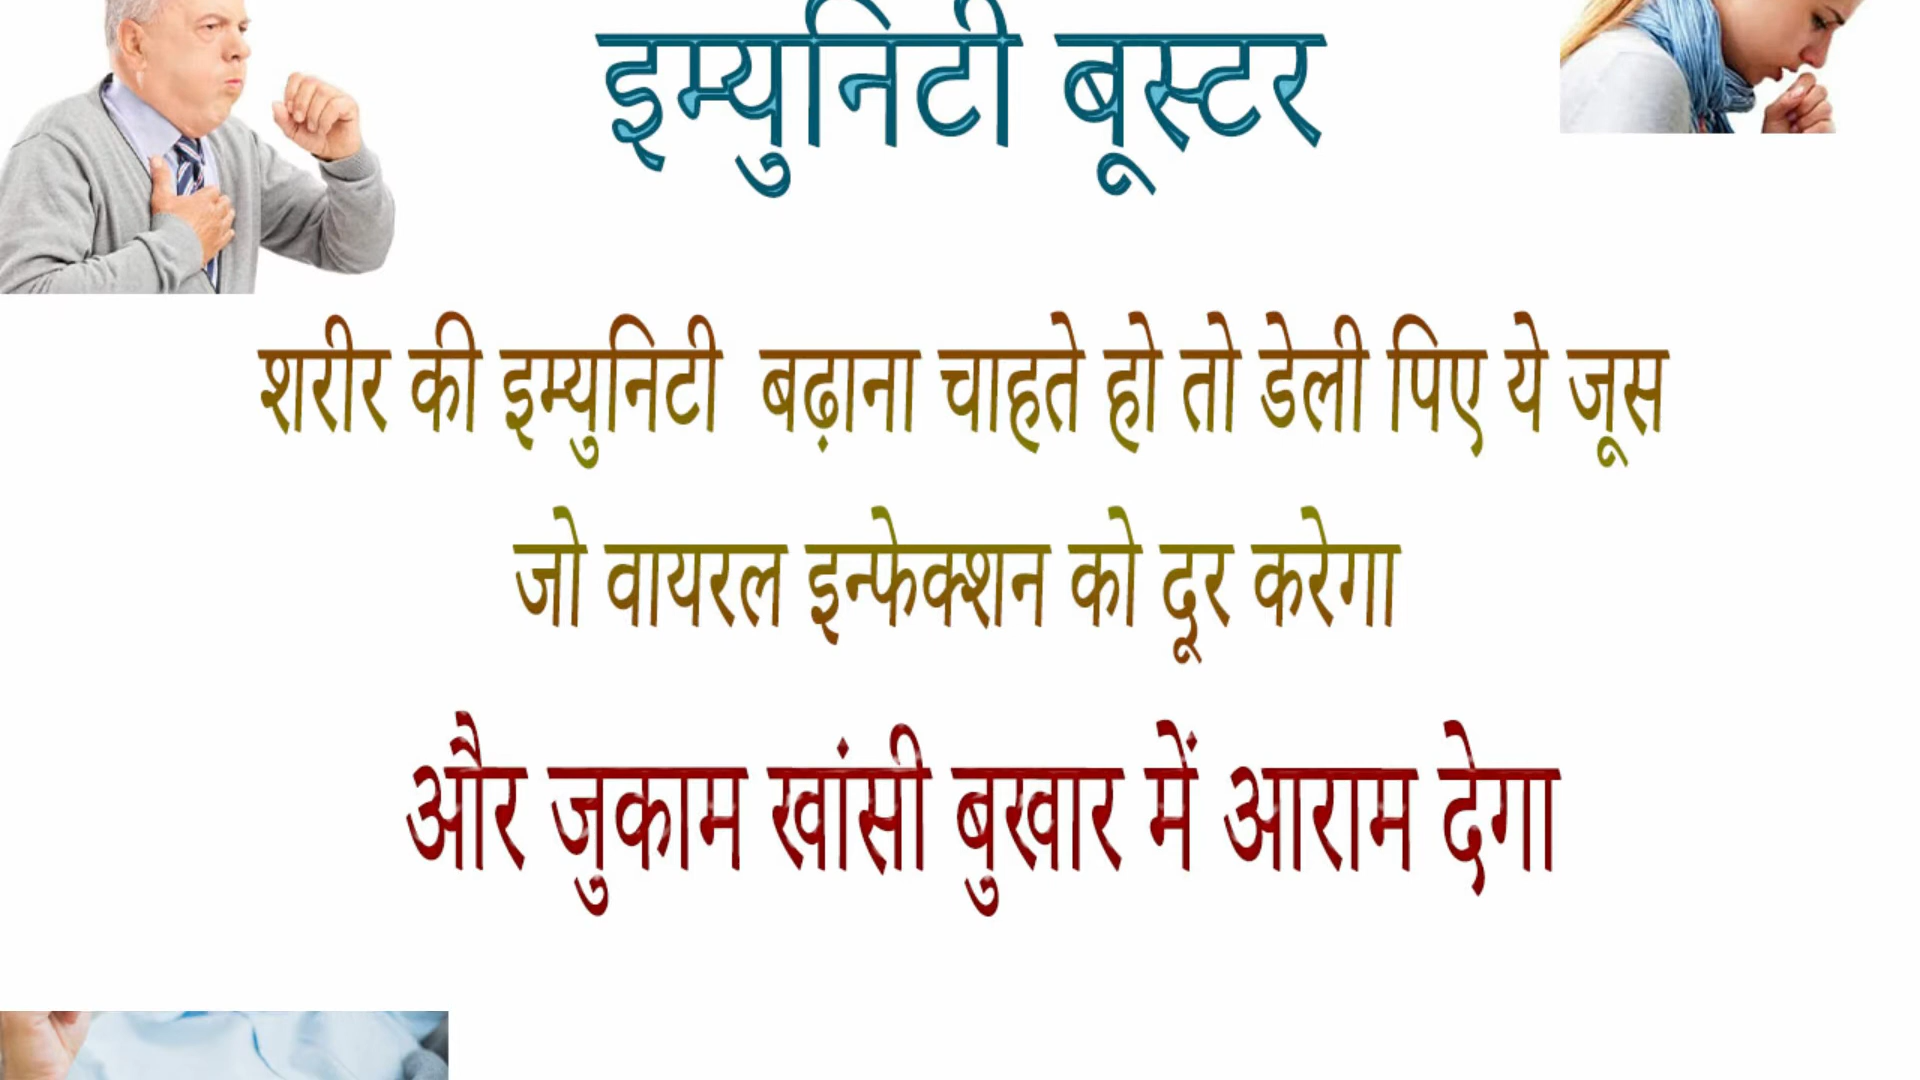 इम्युनिटी बूस्टर
शरीर की इम्युनिटी बढ़ाना चाहते हो तो डेली पिए ये जूस
जो वायरल इन्फेक्शन को दूर करेगा
और जुकाम खांसी बुखार में आराम देगा